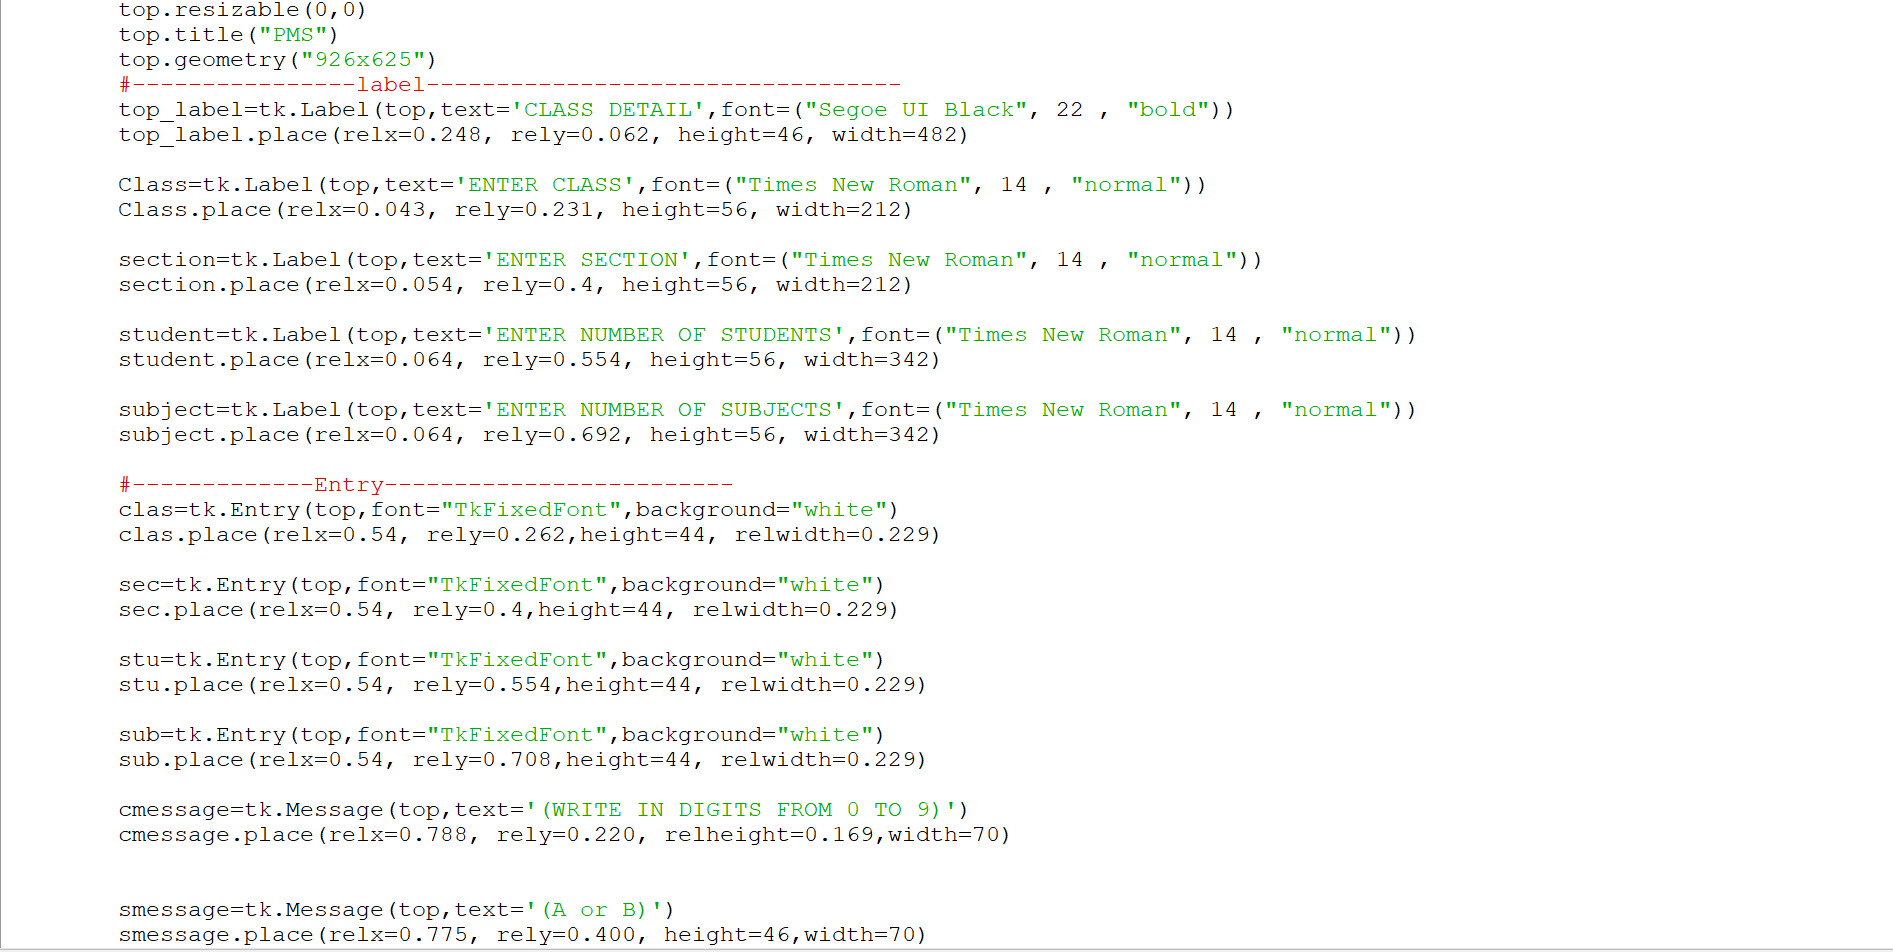 top.resizable(0,0)
top.title("PMS")
top.geometry("926x625")
#----------------label----------------------------------
top_label=tk.Label(top,text='CLASS DETAIL',font=("Segoe UI Black", 22 , "bold"))
top_label.place(relx=0.248, rely=0.062, height=46, width=482)
Class=tk.Label(top,text='ENTER CLASS',font=("Times New Roman", 14 , "normal"))
Class.place(relx=0.043, rely=0.231, height=56, width=212)
section=tk.Label(top,text='ENTER SECTION',font=("Times New Roman", 14 , "normal"))
section.place(relx=0.054, rely=0.4, height=56, width=212)
student=tk.Label(top,text='ENTER NUMBER OF STUDENTS',font=("Times New Roman", 14 , "normal"))
student.place(relx=0.064, rely=0.554, height=56, width=342)
subject=tk.Label(top,text='ENTER NUMBER OF SUBJECTS',font=("Times New Roman", 14 , "normal"))
subject.place(relx=0.064, rely=0.692, height=56, width=342)
#-------------Entry-------------------------
clas=tk.Entry(top,font="TkFixedFont",background="white")
clas.place(relx=0.54, rely=0.262,height=44, relwidth=0.229)
sec=tk.Entry(top,font="TkFixedFont",background="white")
sec.place(relx=0.54, rely=0.4,height=44, relwidth=0.229)
stu=tk.Entry(top,font="TkFixedFont",background="white")
stu.place(relx=0.54, rely=0.554,height=44, relwidth=0.229)
sub=tk.Entry(top,font="TkFixedFont",background="white")
sub.place(relx=0.54, rely=0.708,height=44, relwidth=0.229)
cmessage=tk.Message(top,text='(WRITE IN DIGITS FROM 0 TO 9)')
cmessage.place(relx=0.788, rely=0.220, relheight=0.169,width=70)
smessage=tk.Message(top,text='(A or B)')
smessage.place(relx=0.775, rely=0.400, height=46,width=70)